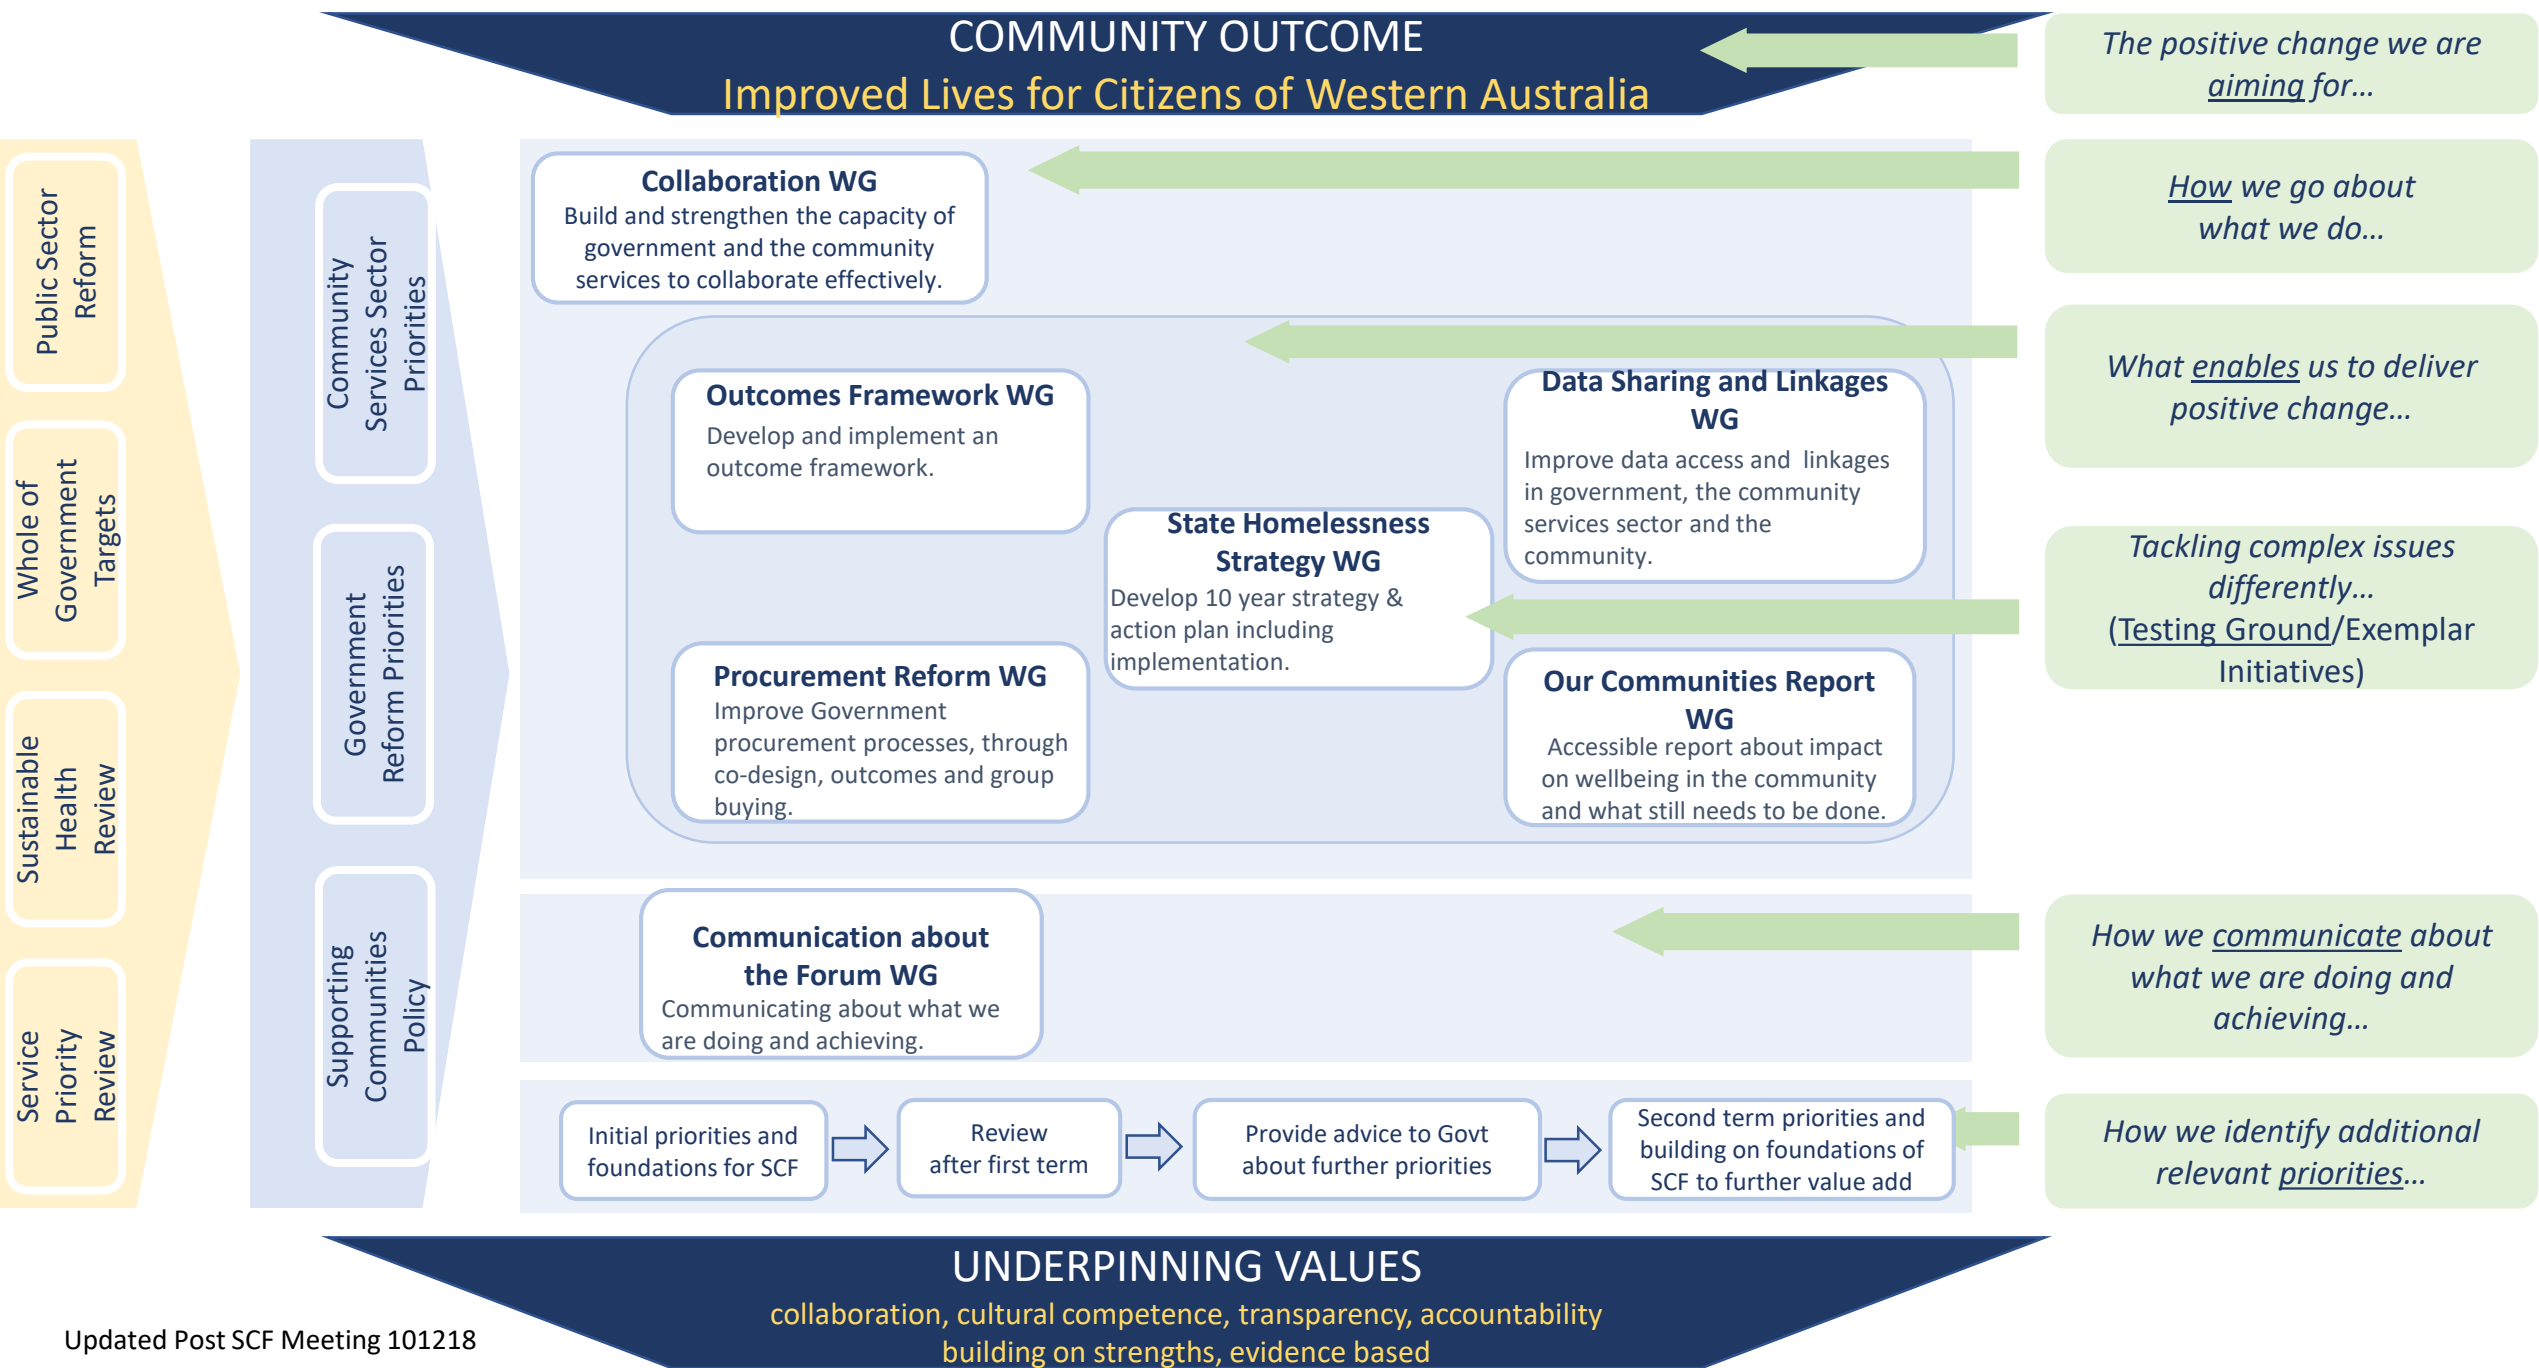 COMMUNITY OUTCOME
Improved Lives for Citizens of Western Australia
The positive change we are
aiming for...
Public Sector
Reform
Whole of
Government
Targets
Sustainable
Health
Review
Service
Priority
Review
Community
Services Sector
Priorities
Government
Reform Priorities
Supporting
Communities
Policy
Collaboration WG
Build and strengthen the capacity of
government and the community
services to collaborate effectively.
How we go about
what we do...
What enables us to deliver
positive change...
Outcomes Framework WG
Develop and implement an
outcome framework.
Data Sharing and Linkages
WG
Improve data access and linkages
in government, the community
services sector and the
community.
State Homelessness
Strategy WG
Develop 10 year strategy &
action plan including
implementation.
Tackling complex issues
differently...
(Testing Ground/Exemplar
Initiatives)
Procurement Reform WG
Improve Government
procurement processes, through
co-design, outcomes and group
buying.
Our Communities Report
WG
Accessible report about impact
on wellbeing in the community
and what still needs to be done.
Communication about
the Forum WG
Communicating about what we
are doing and achieving.
How we communicate about
what we are doing and
achieving...
Initial priorities and
foundations for SCF
Review
after first term
Provide advice to Govt
about further priorities
Second term priorities and
building on foundations of
SCF to further value add
How we identify additional
relevant priorities...
UNDERPINNING VALUES
collaboration, cultural competence, transparency, accountability
building on strengths, evidence based
Updated Post SCF Meeting 101218